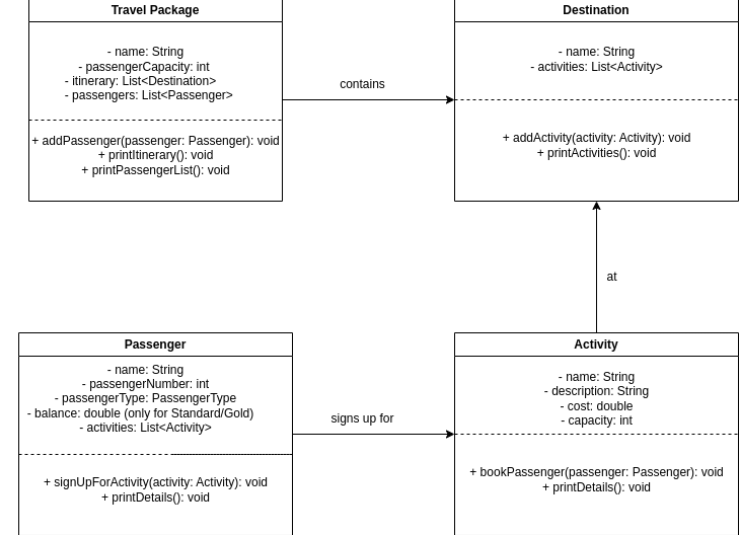 Travel Package
- name: String
- passengerCapacity: int
- itinerary: List<Destination>
- passengers: List<Passenger>
+ addPassenger(passenger: Passenger): void
+ printItinerary(): void
+ printPassengerList(): void
contains
Destination
- name: String
- activities: List<Activity>
+ addActivity(activity: Activity): void
+ printActivities(): void
at
Passenger
- name: String
- passengerNumber: int
- passengerType: PassengerType
- balance: double (only for Standard/Gold)
- activities: List<Activity>
+ signUpForActivity(activity: Activity): void
+ printDetails(): void
signs up for
Activity
- name: String
- description: String
- cost: double
- capacity: int
+ bookPassenger(passenger: Passenger): void
+ printDetails(): void